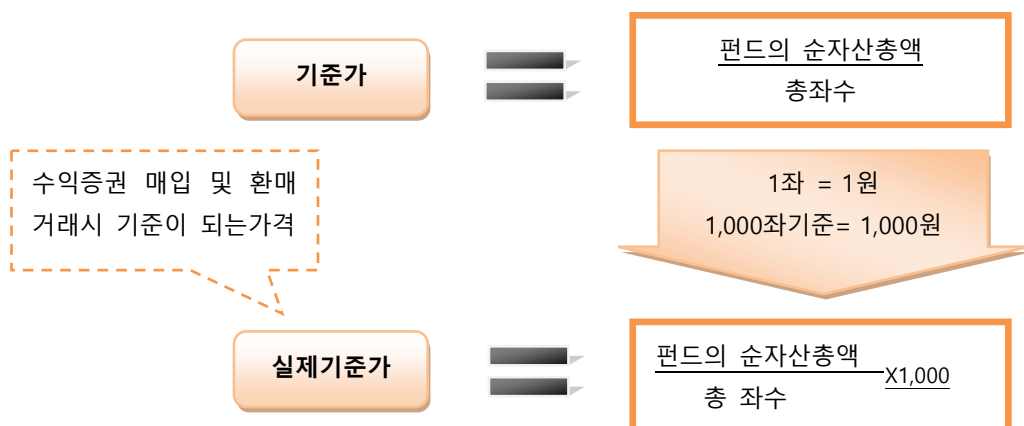 기준가
펀드의 순자산총액
총좌수
수익증권 매입 및 환매
거래시 기준이 되는가격
1좌 = 1원
1,000좌기준= 1,000원
실제기준가
펀드의 순자산총액
총 좌수
X1,000